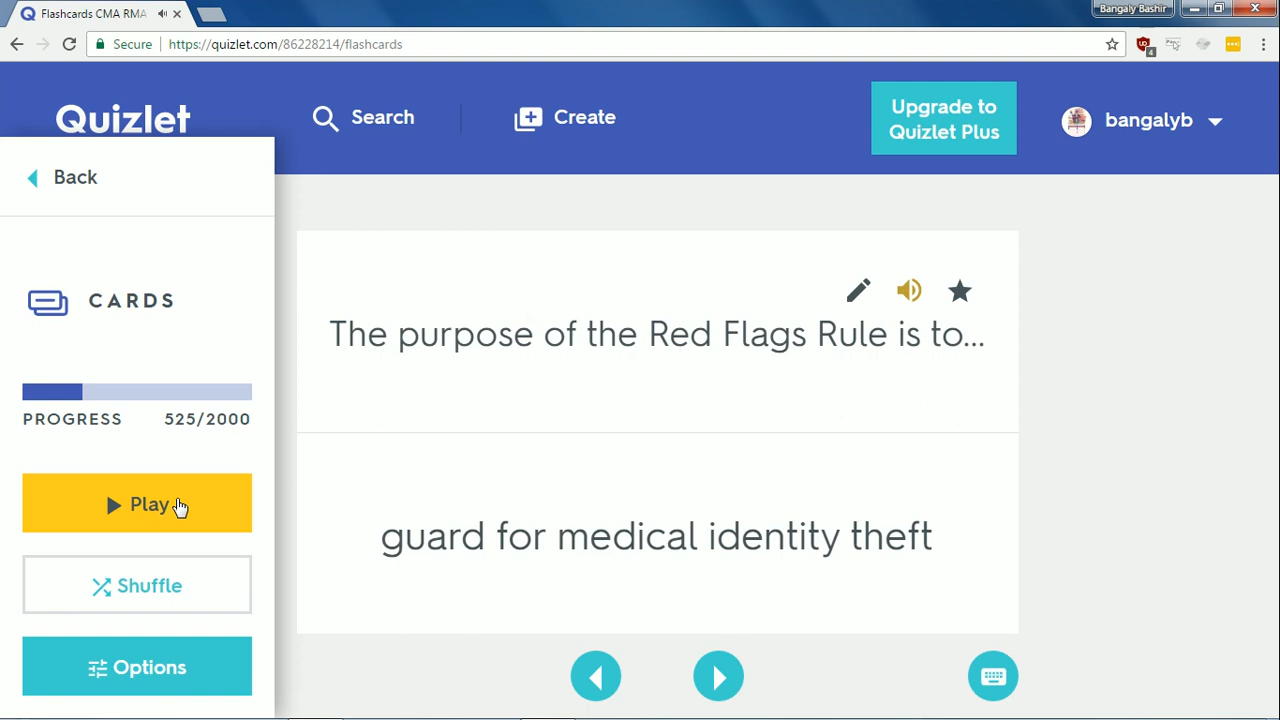 Flashcards CMA RMA
Bangaly Bashir
Secure
https://quizlet.com/86228214/flashcards
4
Quizlet
Search
Create
Upgrade to
Quizlet Plus
bangalyb
Back
CARDS
PROGRESS 525/2000
Play
Shuffle
Options
The purpose of the Red Flags Rule is to...
guard for medical identity theft